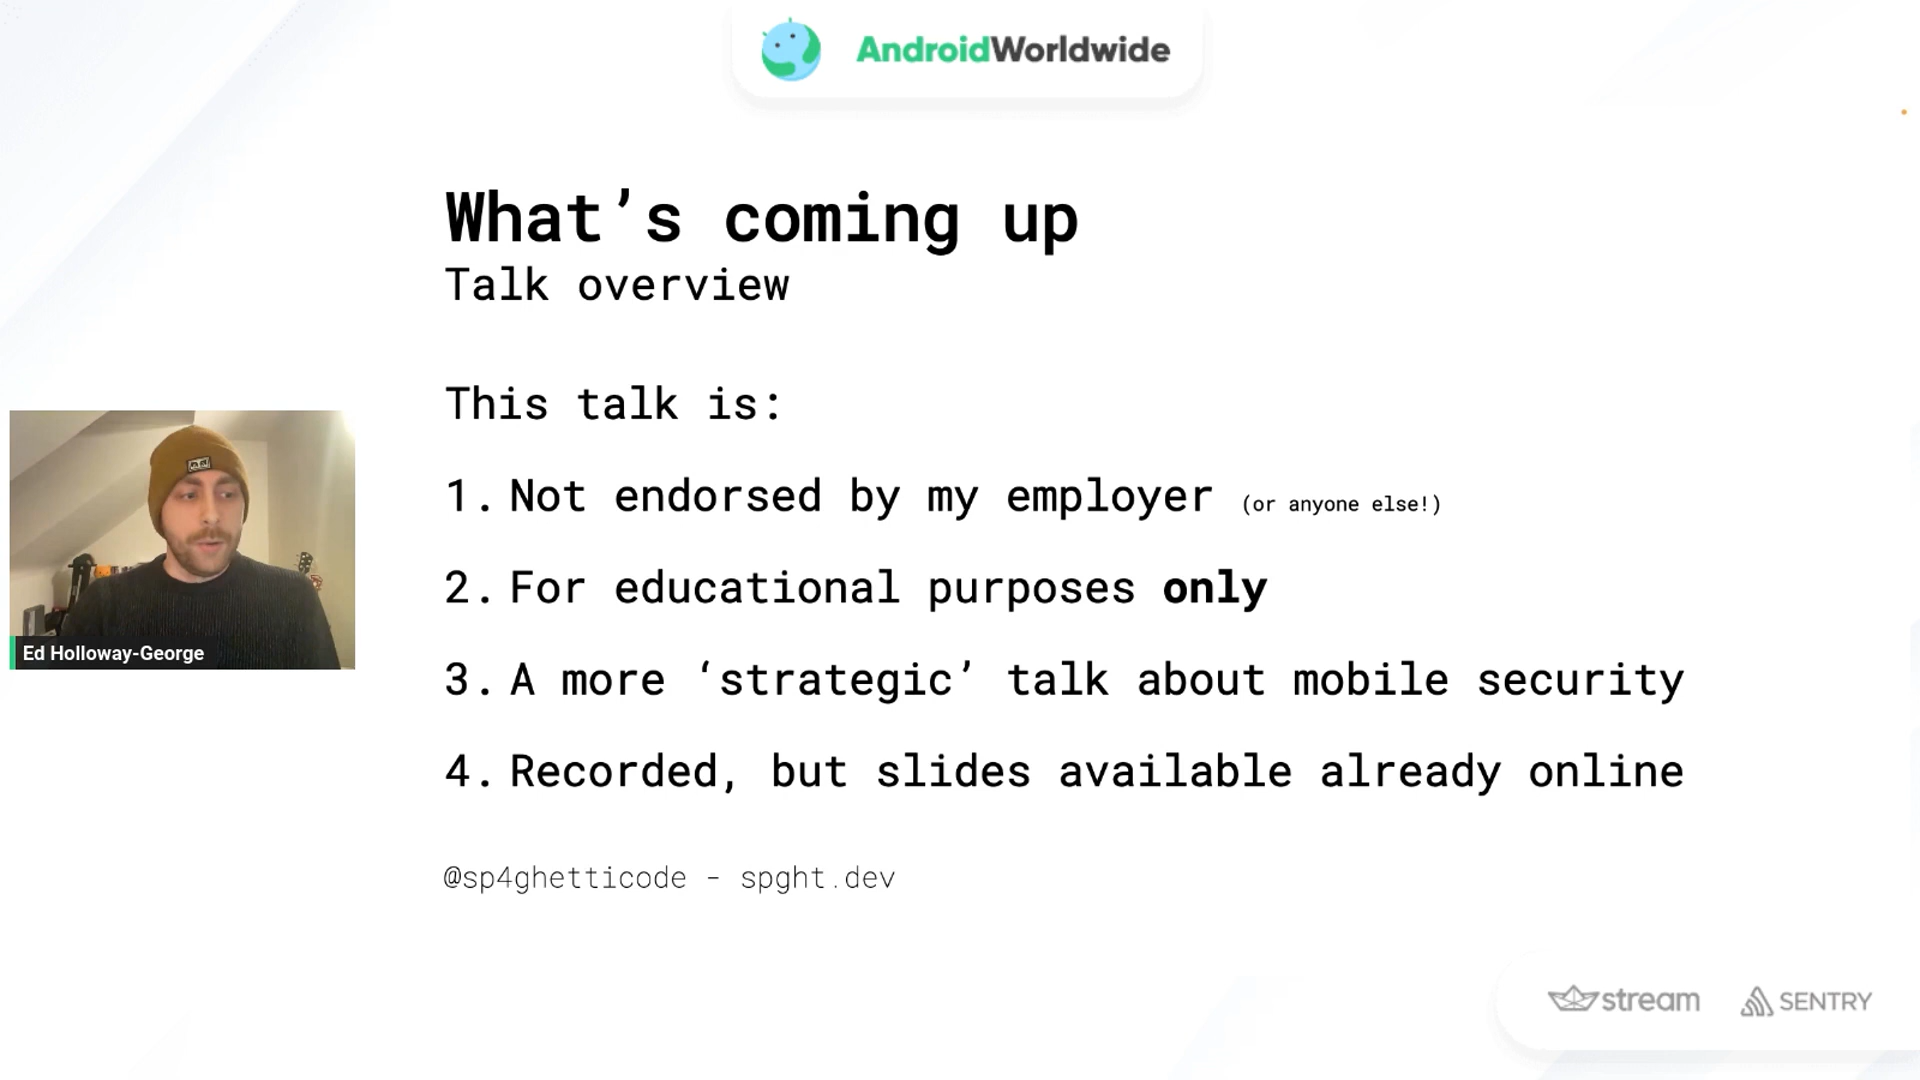 AndroidWorldwide
What’s coming up
Talk overview
This talk is:
1. Not endorsed by my employer (or anyone else!)
2. For educational purposes only
3. A more ‘strategic’ talk about mobile security
4. Recorded, but slides available already online
Ed Holloway-George
@sp4ghetticode - spght.dev
stream SENTRY